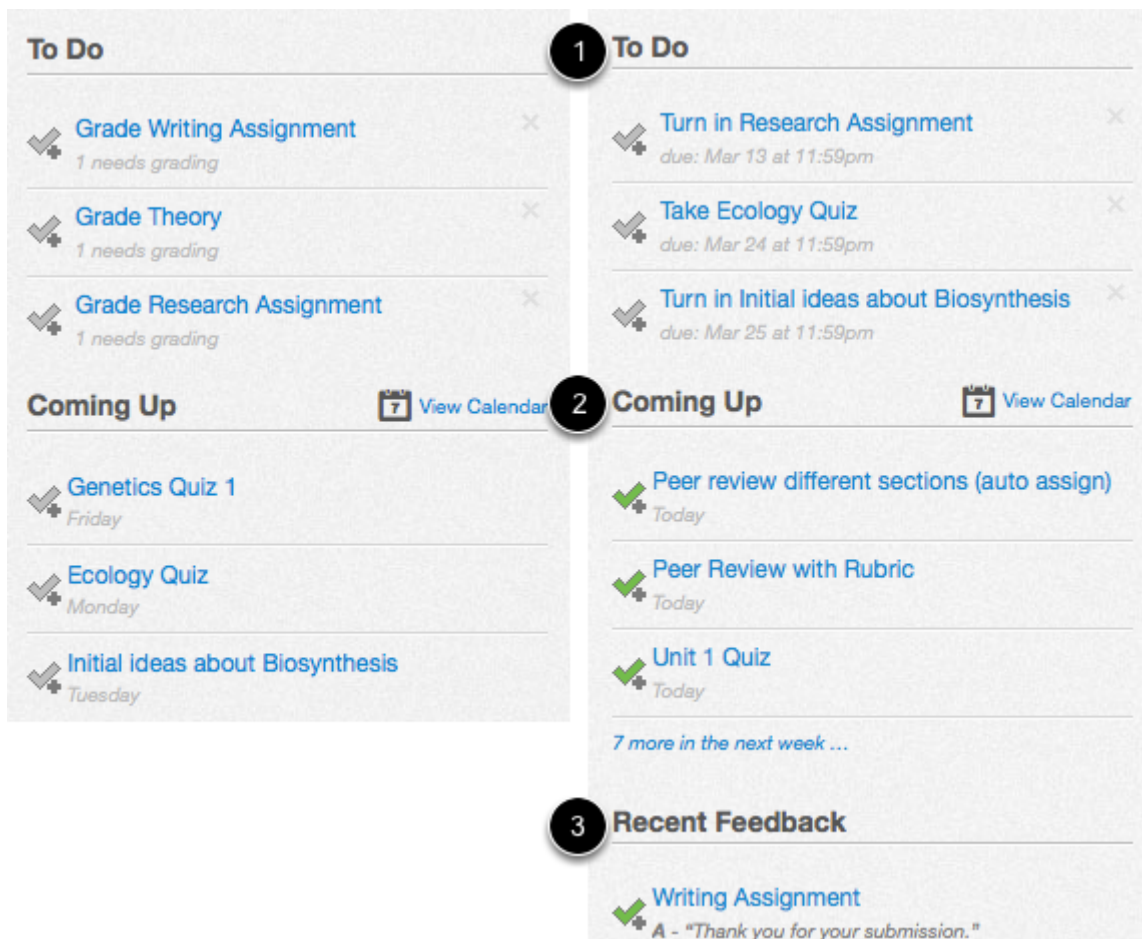 To Do
Grade Writing Assignment
1 needs grading
Grade Theory
1 needs grading
Grade Research Assignment
1 needs grading
Coming Up
7 View Calendar
Genetics Quiz 1
Friday
Ecology Quiz
Monday
Initial ideas about Biosynthesis
Tuesday
1 To Do
Turn in Research Assignment
due: Mar 13 at 11:59pm
Take Ecology Quiz
due: Mar 24 at 11:59pm
Turn in Initial ideas about Biosynthesis
due: Mar 25 at 11:59pm
2 Coming Up
7 View Calendar
Peer review different sections (auto assign)
Today
Peer Review with Rubric
Today
Unit 1 Quiz
Today
7 more in the next week ...
3 Recent Feedback
Writing Assignment
A - "Thank you for your submission."